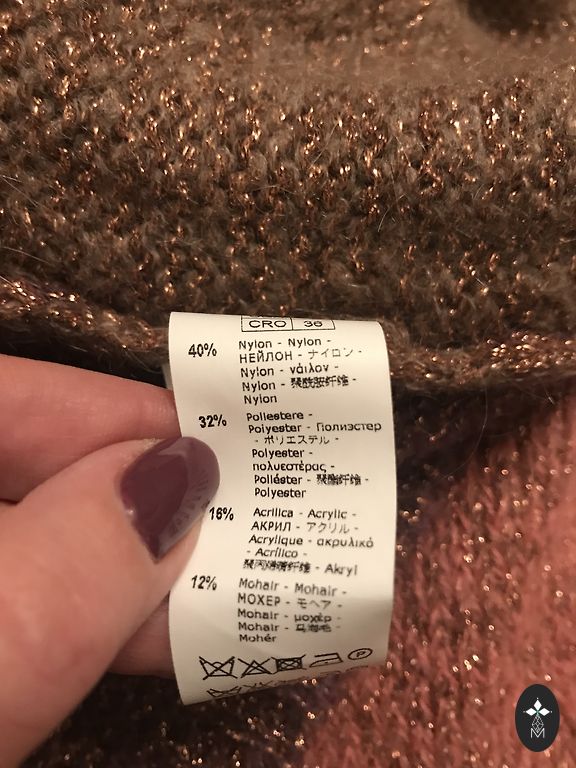 CRO 36
40% Nylon - Nylon -
НЕЙЛОН - ナイロン -
Nylon - νάιλον -
Nylon - 聚酰胺纤维 -
Nylon
32% Poliestere -
Polyester - Полиэстер
- ポリエステル -
Polyester -
πολυεστέρας -
Poliéster - 聚酯纤维 -
Polyester
16% Acrilica - Acrylic -
АКРИЛ - アクリル -
Acrylique - ακρυλικό
- Acrílico -
聚丙烯腈纤维 - Akryl
12% Mohair - Mohair -
МОХЕР - モヘア -
Mohair - μοχέρ -
Mohair - 马海毛 -
Mohér
P
M